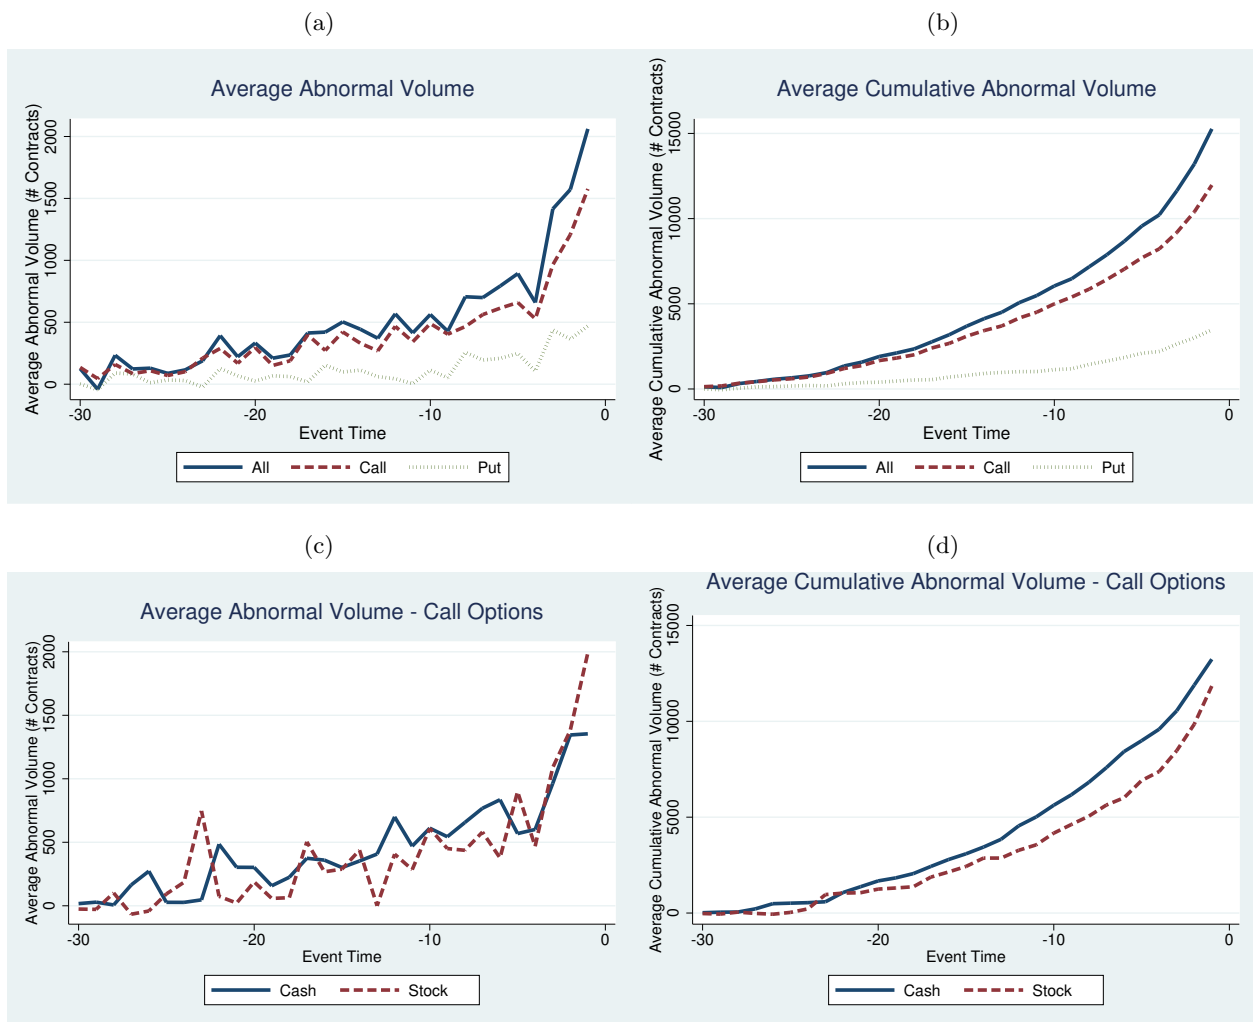 (a)
Average Abnormal Volume
Average Abnormal Volume (# Contracts)
2000
1500
1000
500
0
-30
-20
-10
0
Event Time
All
Call
Put
(b)
Average Cumulative Abnormal Volume
Average Cumulative Abnormal Volume (# Contracts)
15000
10000
5000
0
-30
-20
-10
0
Event Time
All
Call
Put
(c)
Average Abnormal Volume - Call Options
Average Abnormal Volume (# Contracts)
2000
1500
1000
500
0
-30
-20
-10
0
Event Time
Cash
Stock
(d)
Average Cumulative Abnormal Volume - Call Options
Average Cumulative Abnormal Volume (# Contracts)
15000
10000
5000
0
-30
-20
-10
0
Event Time
Cash
Stock